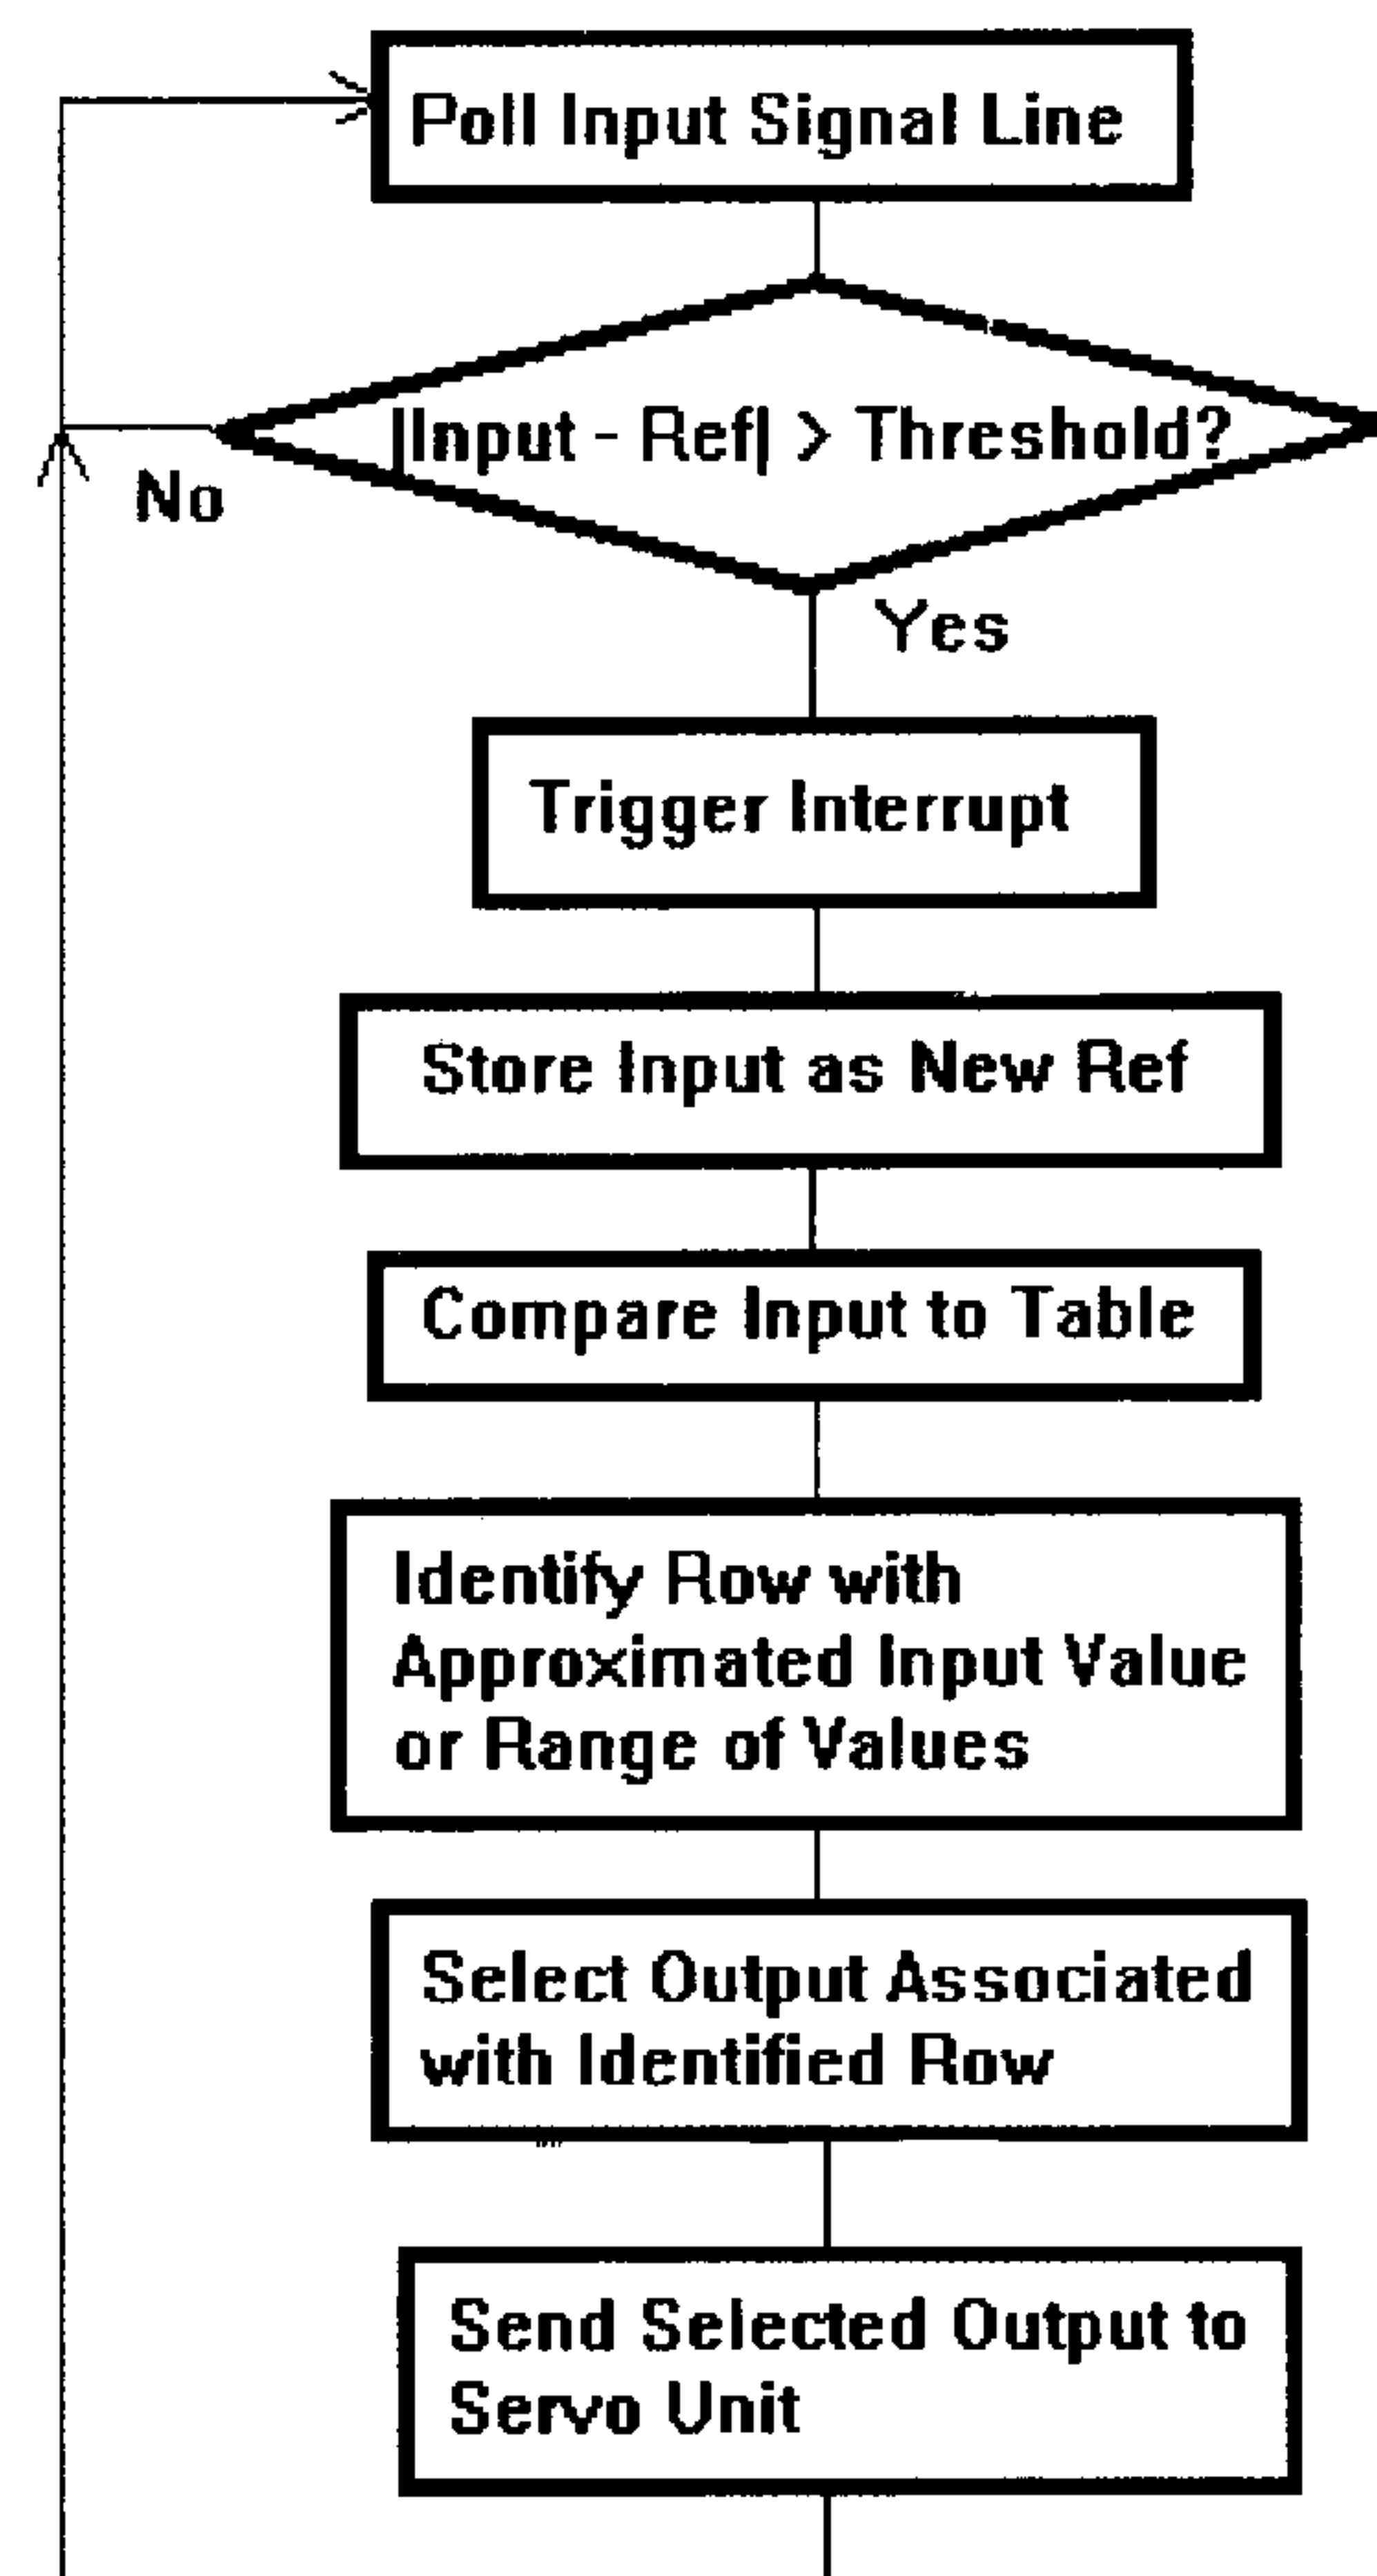 Poll Input Signal Line
|Input - Ref| > Threshold?
No
Yes
Trigger Interrupt
Store Input as New Ref
Compare Input to Table
Identify Row with
Approximated Input Value
or Range of Values
Select Output Associated
with Identified Row
Send Selected Output to
Servo Unit